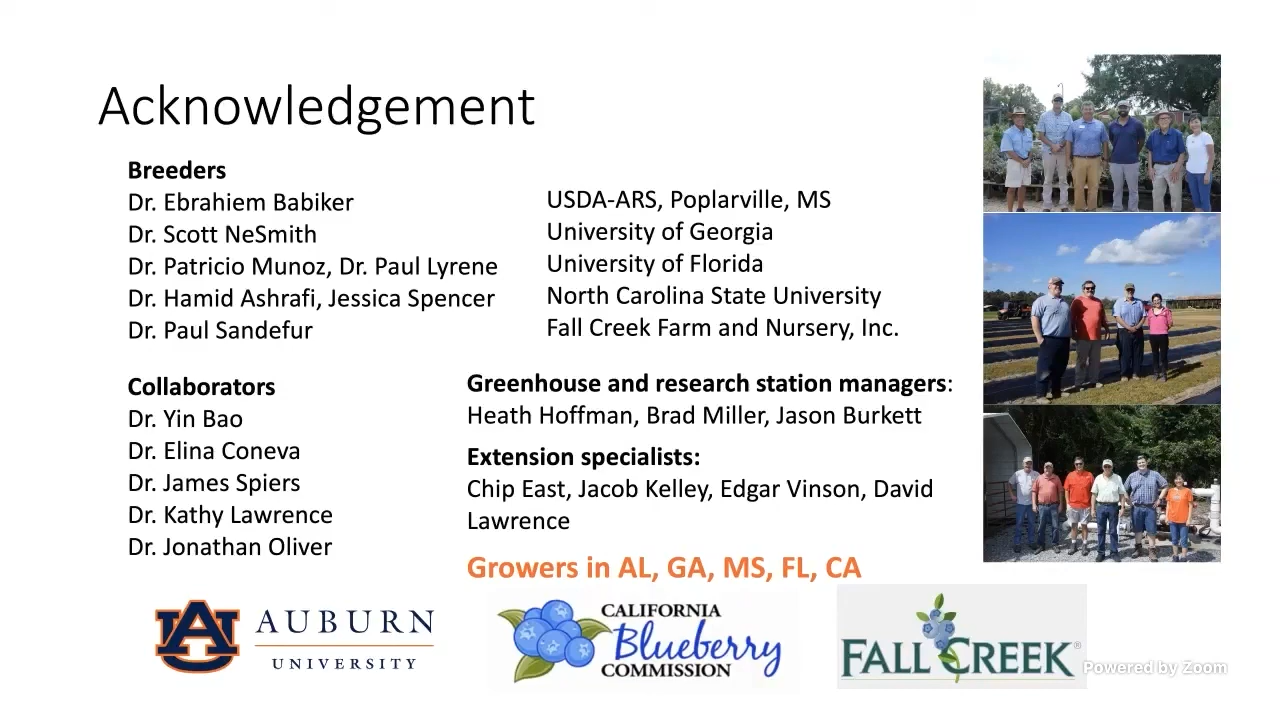 Acknowledgement
Breeders
Dr. Ebrahiem Babiker
Dr. Scott NeSmith
Dr. Patricio Munoz, Dr. Paul Lyrene
Dr. Hamid Ashrafi, Jessica Spencer
Dr. Paul Sandefur
USDA-ARS, Poplarville, MS
University of Georgia
University of Florida
North Carolina State University
Fall Creek Farm and Nursery, Inc.
Collaborators
Dr. Yin Bao
Dr. Elina Coneva
Dr. James Spiers
Dr. Kathy Lawrence
Dr. Jonathan Oliver
Greenhouse and research station managers:
Heath Hoffman, Brad Miller, Jason Burkett
Extension specialists:
Chip East, Jacob Kelley, Edgar Vinson, David
Lawrence
Growers in AL, GA, MS, FL, CA
AU
AUBURN
UNIVERSITY
CALIFORNIA
Blueberry
COMMISSION
FALL CREEK®
Powered by Zoom